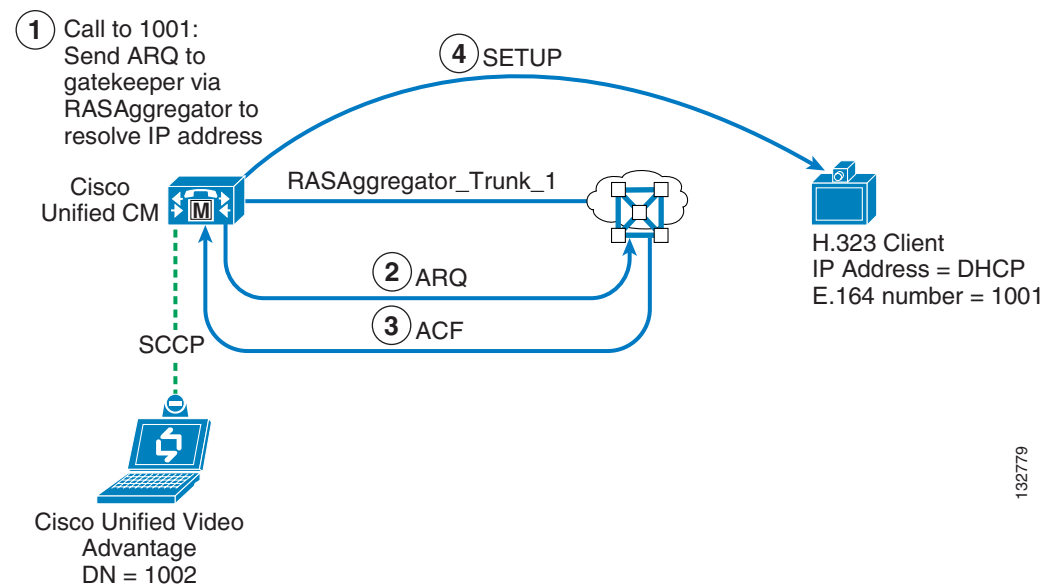 1 Call to 1001:
Send ARQ to
gatekeeper via
RASAggregator to
resolve IP address
4 SETUP
Cisco
Unified CM
M
RASAggregator_Trunk_1
H.323 Client
IP Address = DHCP
E.164 number = 1001
2 ARQ
3 ACF
SCCP
Cisco Unified Video
Advantage
DN = 1002
132779